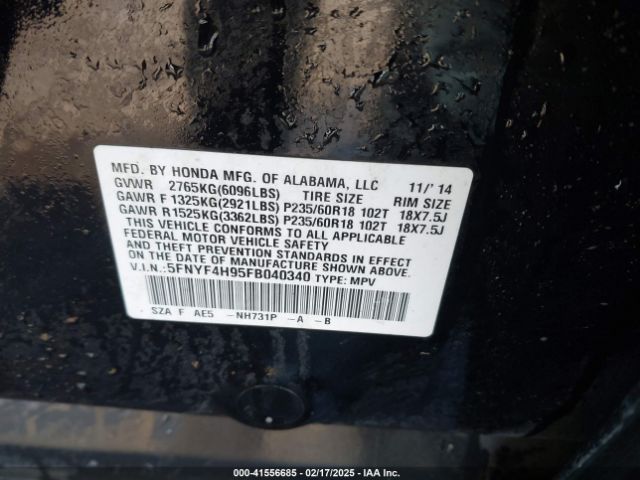 MFD. BY HONDA MFG. OF ALABAMA, LLC 11/' 14
GVWR 2765KG(6096LBS) TIRE SIZE RIM SIZE
GAWR F 1325KG(2921LBS) P235/60R18 102T 18X7.5J
GAWR R1525KG(3362LBS) P235/60R18 102T 18X7.5J
THIS VEHICLE CONFORMS TO ALL APPLICABLE
FEDERAL MOTOR VEHICLE SAFETY
AND THEFT PREVENTION STANDARDS IN EFFECT
ON THE DATE OF MANUFACTURE SHOWN ABOVE.
V.I.N.:5FNYF4H95FB040340 TYPE: MPV
SZA F AE5 -NH731P -A -B
000-41556685 - 02/17/2025 - IAA Inc.